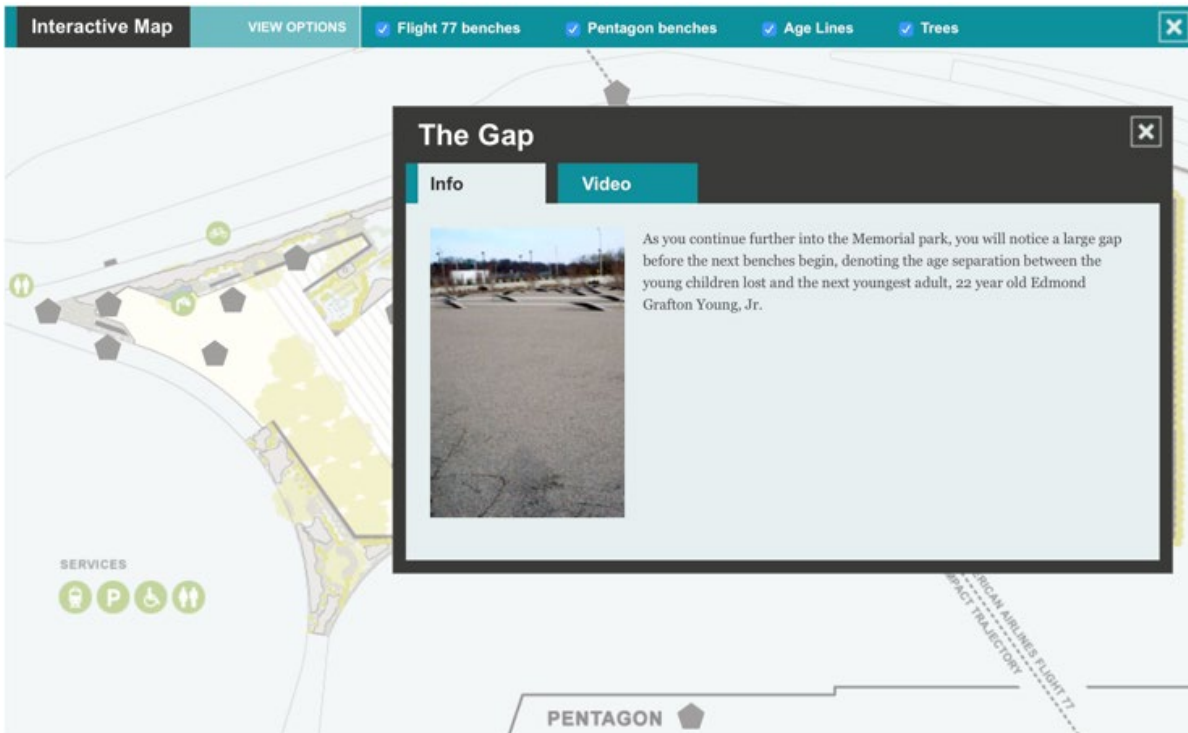 Interactive Map
VIEW OPTIONS
Flight 77 benches
Pentagon benches
Age Lines
Trees
The Gap
Info
Video
As you continue further into the Memorial park, you will notice a large gap
before the next benches begin, denoting the age separation between the
young children lost and the next youngest adult, 22 year old Edmond
Grafton Young, Jr.
SERVICES
P
AIRLINES FLIGHT 77
TRAJECTORY
PENTAGON